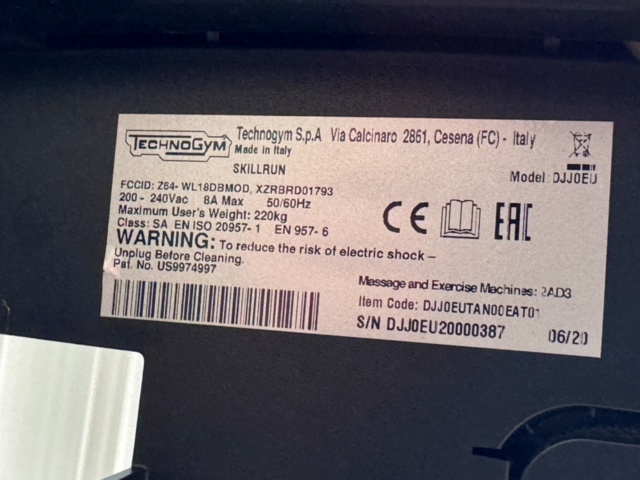 TECHNOGYM
Technogym S.p.A Via Calcinaro 2861, Cesena (FC) - Italy
Made in Italy
SKILLRUN
Model: DJJ0EU
FCCID: Z64- WL18DBMOD, XZRBRD01793
200 - 240Vac 8A Max 50/60Hz
Maximum User's Weight: 220kg
Class: SA EN ISO 20957- 1 EN 957- 6
CE
EAC
WARNING: To reduce the risk of electric shock –
Unplug Before Cleaning.
Pat. No. US9974997
Massage and Exercise Machines: 2AD3
Item Code: DJJ0EUTAN00EAT01
S/N DJJ0EU20000387 06/20